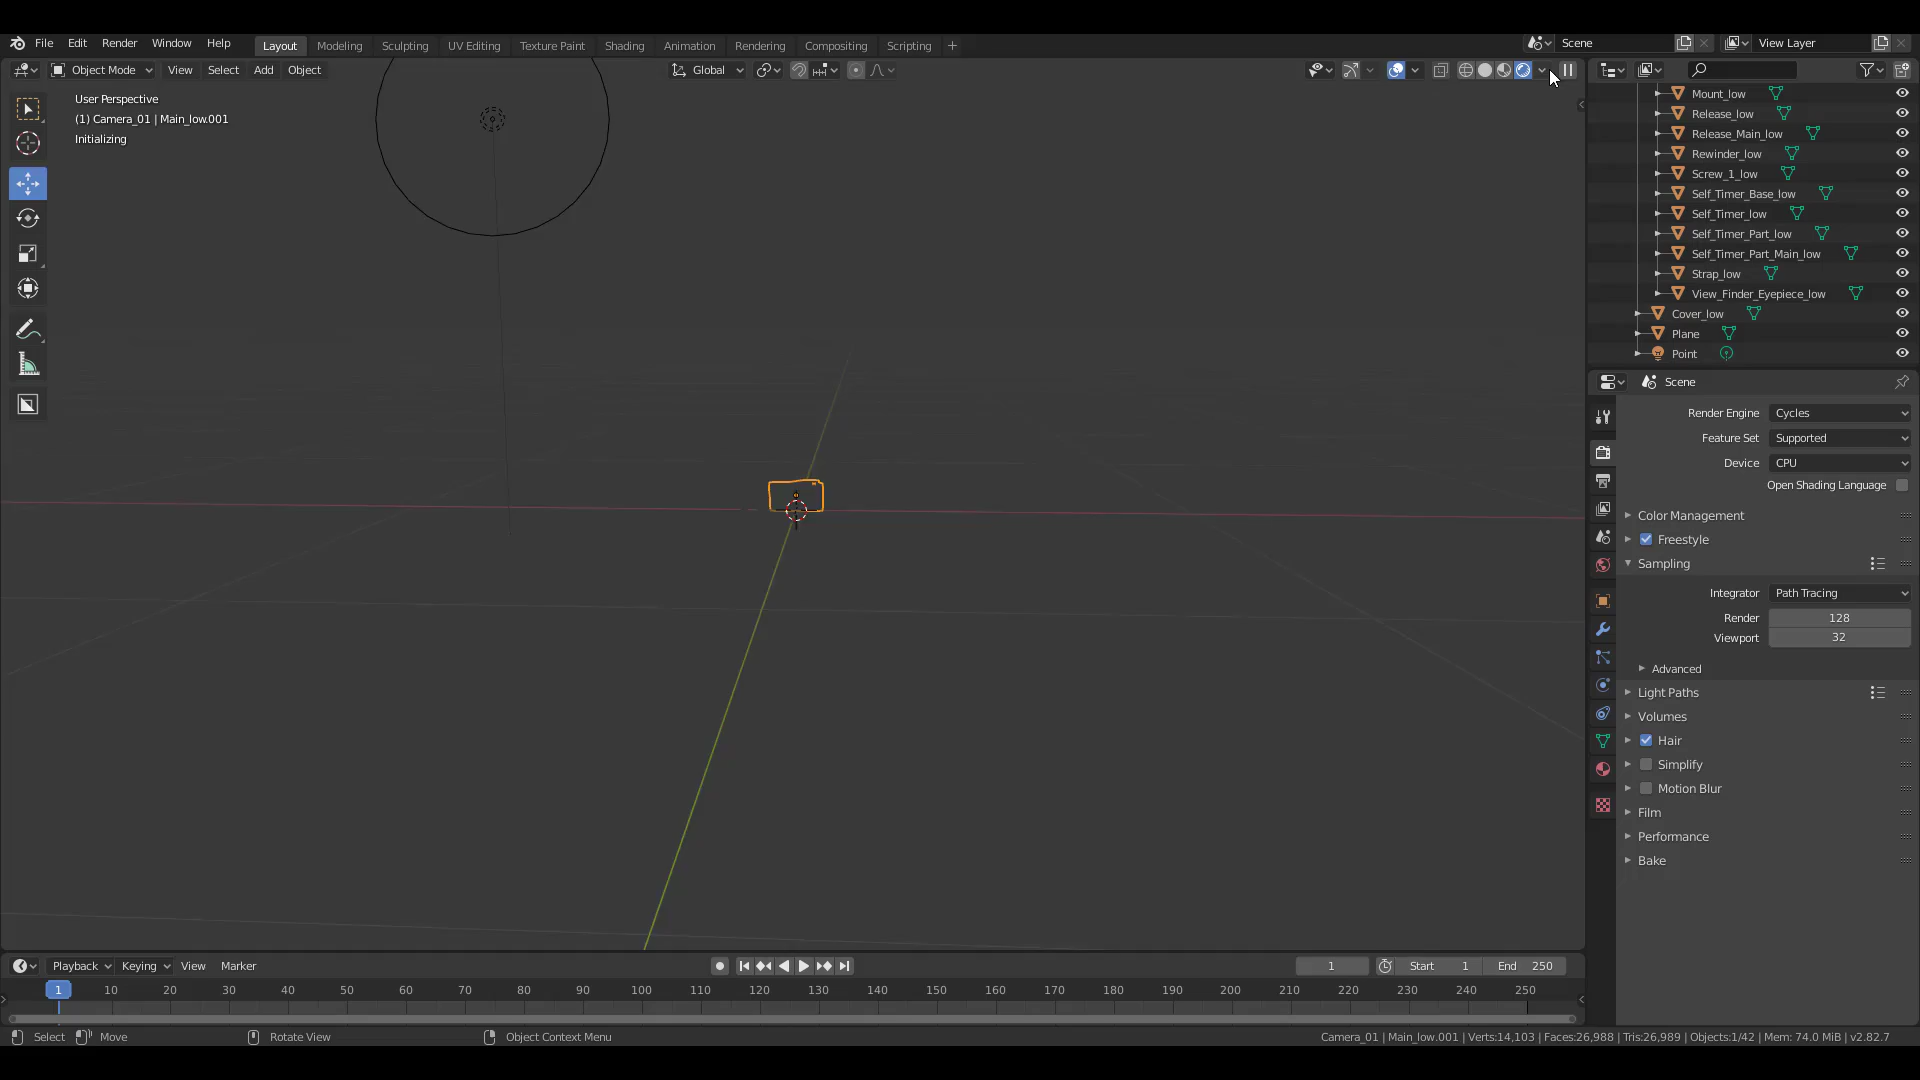 File Edit Render Window Help Layout Modeling Sculpting UV Editing Texture Paint Shading Animation Rendering Compositing Scripting + Scene View Layer
Object Mode View Select Add Object Global
User Perspective
(1) Camera_01 | Main_low.001
Initializing
Mount_low
Release_low
Release_Main_low
Rewinder_low
Screw_1_low
Self_Timer_Base_low
Self_Timer_low
Self_Timer_Part_low
Self_Timer_Part_Main_low
Strap_low
View_Finder_Eyepiece_low
Cover_low
Plane
Point
Scene
Render Engine Cycles
Feature Set Supported
Device CPU
Open Shading Language
Color Management
Freestyle
Sampling
Integrator Path Tracing
Render 128
Viewport 32
Advanced
Light Paths
Volumes
Hair
Simplify
Motion Blur
Film
Performance
Bake
Playback Keying View Marker 1 Start 1 End 250
1 10 20 30 40 50 60 70 80 90 100 110 120 130 140 150 160 170 180 190 200 210 220 230 240 250
Select Move Rotate View Object Context Menu Camera_01 | Main_low.001 | Verts:14,103 | Faces:26,988 | Tris:26,989 | Objects:1/42 | Mem: 74.0 MiB | v2.82.7